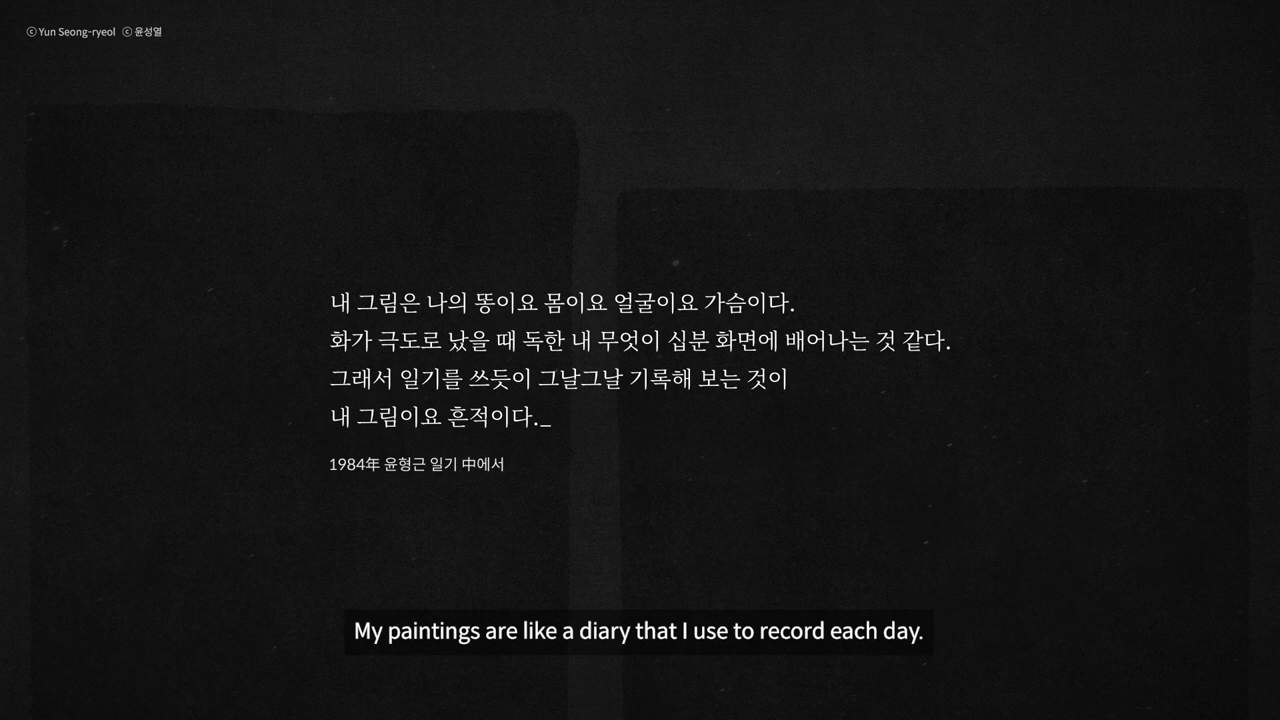 ⓒ Yun Seong-ryeol ⓒ 윤성열
내 그림은 나의 똥이요 몸이요 얼굴이요 가슴이다.
화가 극도로 났을 때 독한 내 무엇이 십분 화면에 배어나는 것 같다.
그래서 일기를 쓰듯이 그날그날 기록해 보는 것이
내 그림이요 흔적이다._
1984年 윤형근 일기 中에서
My paintings are like a diary that I use to record each day.